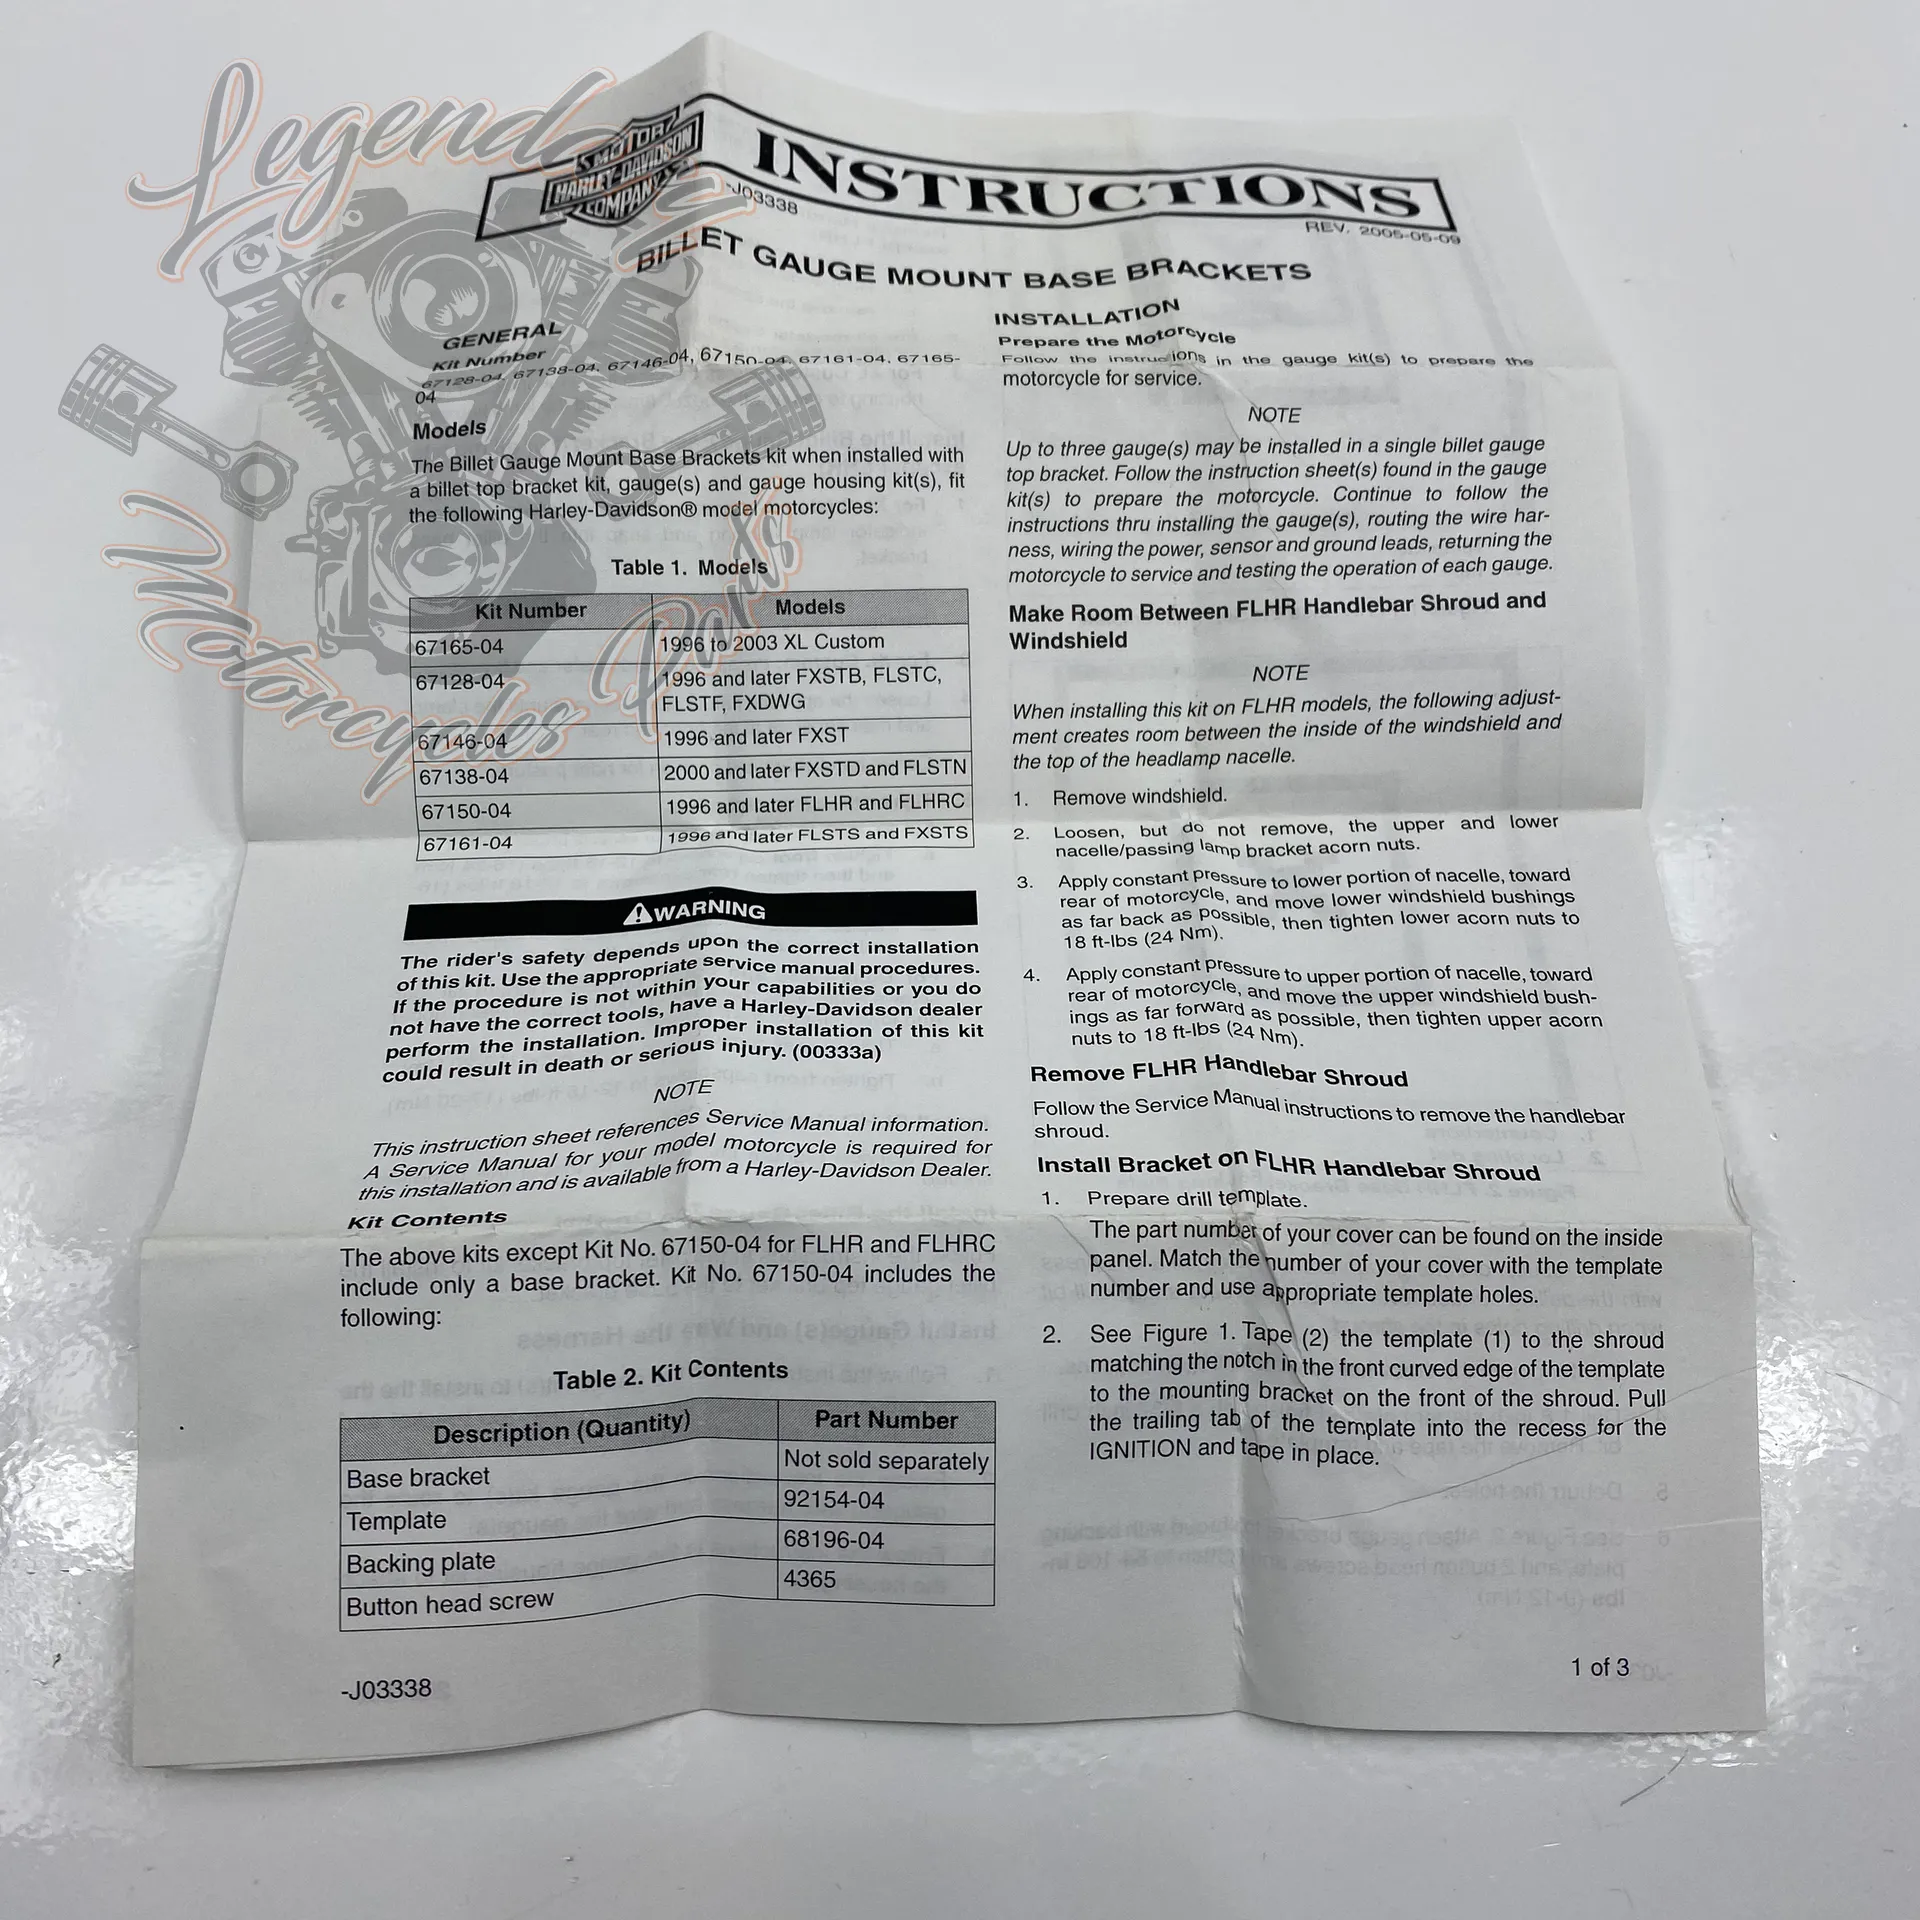 Legendary
Motorcycles Parts
MOTOR
HARLEY-DAVIDSON
COMPANY
INSTRUCTIONS
-J03338
REV. 2005-05-09
BILLET GAUGE MOUNT BASE BRACKETS
GENERAL
Kit Number
67128-04, 67138-04, 67146-04, 67150-04, 67161-04, 67165-
04
Models
The Billet Gauge Mount Base Brackets kit when installed with
a billet top bracket kit, gauge(s) and gauge housing kit(s), fit
the following Harley-Davidson® model motorcycles:
Table 1. Models
Kit Number Models
67165-04 1996 to 2003 XL Custom
67128-04 1996 and later FXSTB, FLSTC,
FLSTF, FXDWG
67146-04 1996 and later FXST
67138-04 2000 and later FXSTD and FLSTN
67150-04 1996 and later FLHR and FLHRC
67161-04 1996 and later FLSTS and FXSTS
WARNING
The rider's safety depends upon the correct installation
of this kit. Use the appropriate service manual procedures.
If the procedure is not within your capabilities or you do
not have the correct tools, have a Harley-Davidson dealer
perform the installation. Improper installation of this kit
could result in death or serious injury. (00333a)
NOTE
This instruction sheet references Service Manual information.
A Service Manual for your model motorcycle is required for
this installation and is available from a Harley-Davidson Dealer.
Kit Contents
The above kits except Kit No. 67150-04 for FLHR and FLHRC
include only a base bracket. Kit No. 67150-04 includes the
following:
Table 2. Kit Contents
Description (Quantity) Part Number
Base bracket Not sold separately
Template 92154-04
Backing plate 68196-04
Button head screw 4365
-J03338
INSTALLATION
Prepare the Motorcycle
Follow the instructions in the gauge kit(s) to prepare the
motorcycle for service.
NOTE
Up to three gauge(s) may be installed in a single billet gauge
top bracket. Follow the instruction sheet(s) found in the gauge
kit(s) to prepare the motorcycle. Continue to follow the
instructions thru installing the gauge(s), routing the wire har-
ness, wiring the power, sensor and ground leads, returning the
motorcycle to service and testing the operation of each gauge.
Make Room Between FLHR Handlebar Shroud and
Windshield
NOTE
When installing this kit on FLHR models, the following adjust-
ment creates room between the inside of the windshield and
the top of the headlamp nacelle.
1. Remove windshield.
2. Loosen, but do not remove, the upper and lower
nacelle/passing lamp bracket acorn nuts.
3. Apply constant pressure to lower portion of nacelle, toward
rear of motorcycle, and move lower windshield bushings
as far back as possible, then tighten lower acorn nuts to
18 ft-lbs (24 Nm).
4. Apply constant pressure to upper portion of nacelle, toward
rear of motorcycle, and move the upper windshield bush-
ings as far forward as possible, then tighten upper acorn
nuts to 18 ft-lbs (24 Nm).
Remove FLHR Handlebar Shroud
Follow the Service Manual instructions to remove the handlebar
shroud.
Install Bracket on FLHR Handlebar Shroud
1. Prepare drill template.
The part number of your cover can be found on the inside
panel. Match the number of your cover with the template
number and use appropriate template holes.
2. See Figure 1. Tape (2) the template (1) to the shroud
matching the notch in the front curved edge of the template
to the mounting bracket on the front of the shroud. Pull
the trailing tab of the template into the recess for the
IGNITION and tape in place.
1 of 3